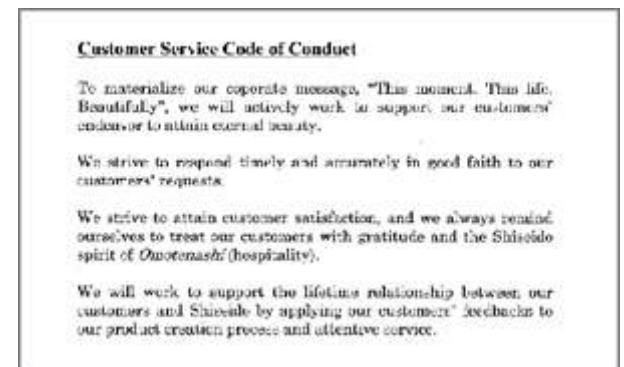 Customer Service Code of Conduct
To materialize our coporate message, "This moment. This life.
Beautifully", we will actively work to support our customers'
endeavor to attain eternal beauty.
We strive to respond timely and accurately in good faith to our
customers' requests.
We strive to attain customer satisfaction, and we always remind
ourselves to treat our customers with gratitude and the Shiseido
spirit of Omotenashi (hospitality).
We will work to support the lifetime relationship between our
customers and Shiseido by applying our customers' feedbacks to
our product creation process and attentive service.